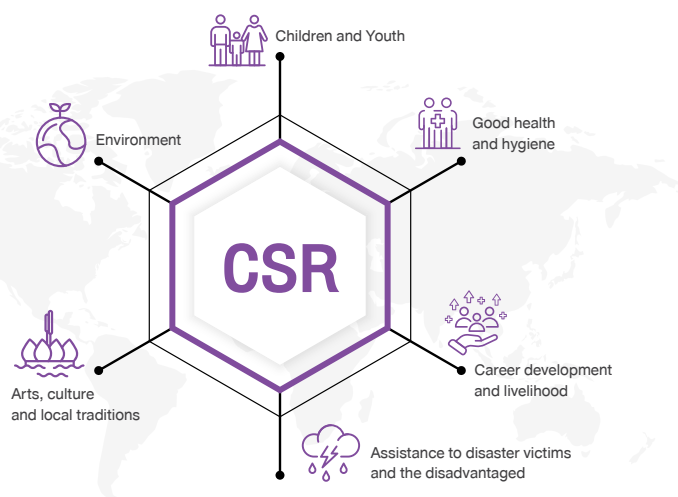 Children and Youth
Good health
and hygiene
Environment
CSR
Career development
and livelihood
Arts, culture
and local traditions
Assistance to disaster victims
and the disadvantaged